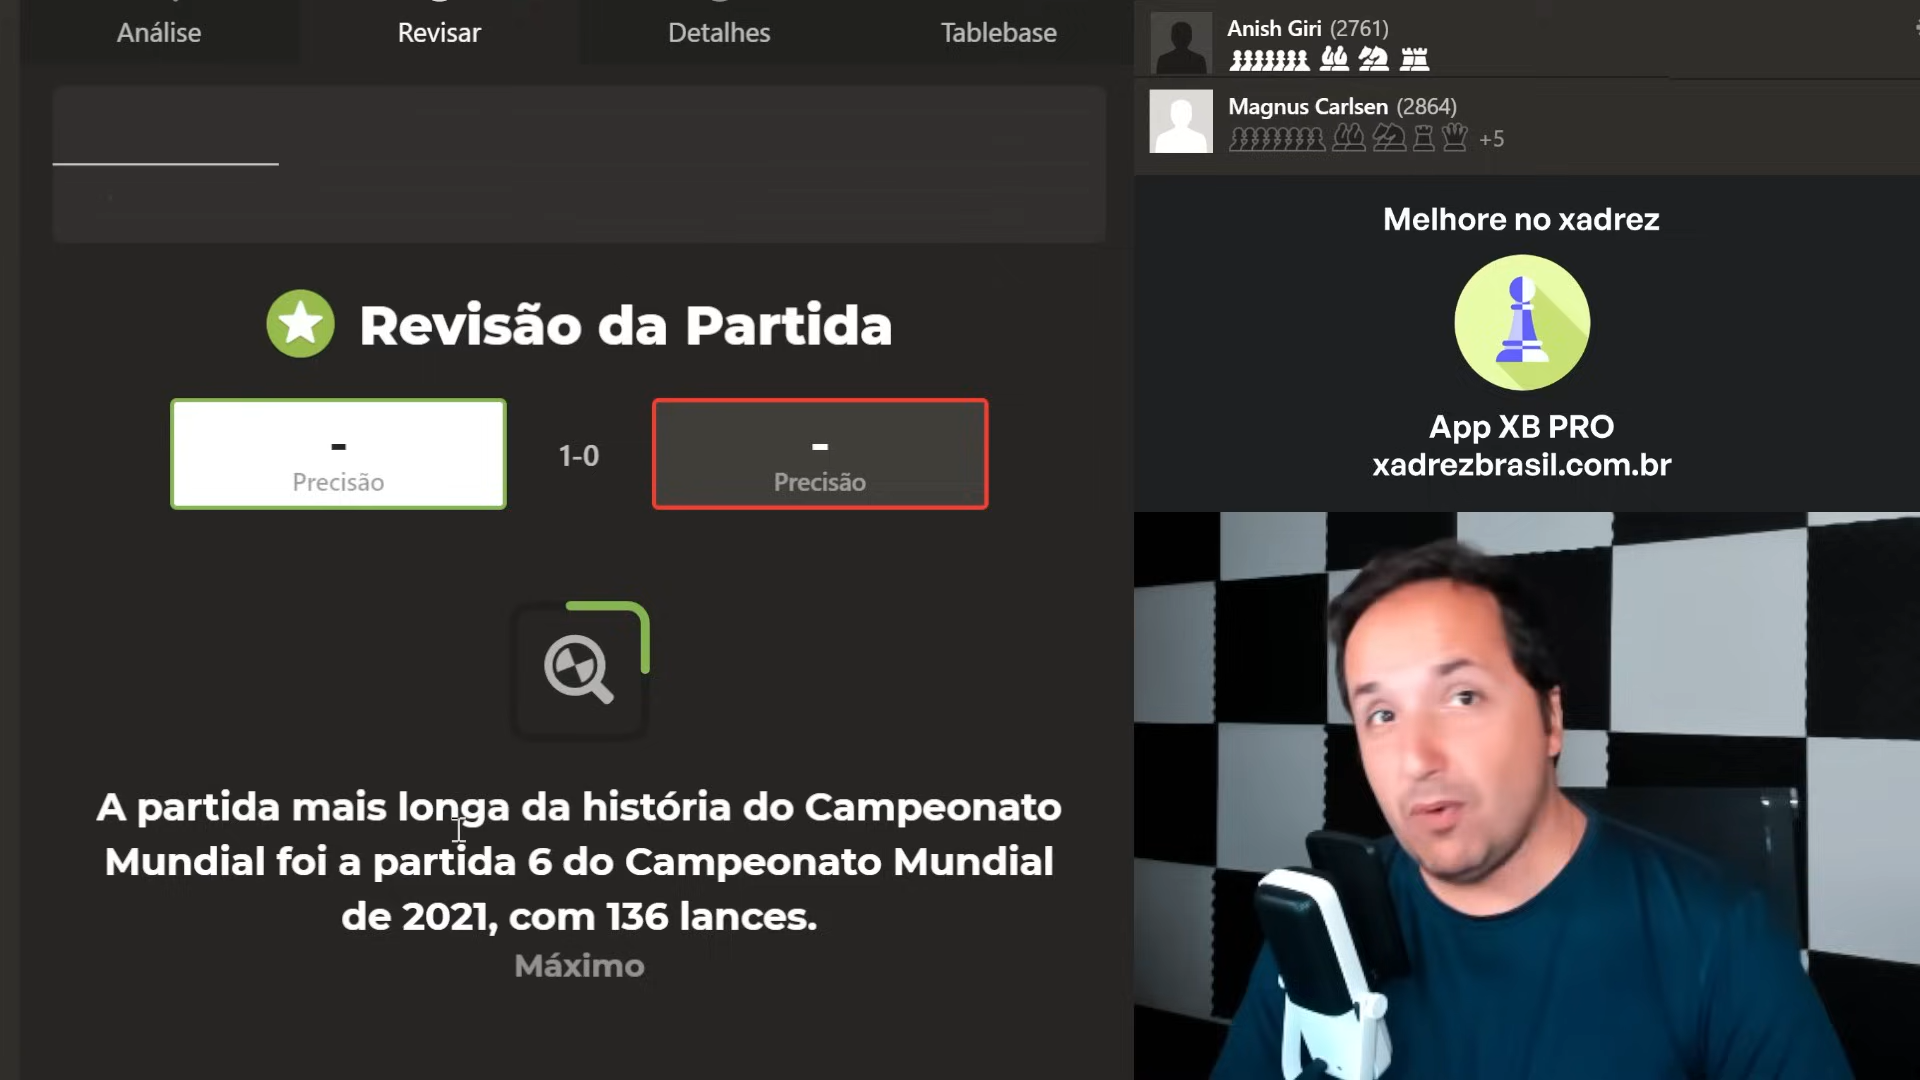 Análise
Revisar
Detalhes
Tablebase
Revisão da Partida
-
Precisão
1-0
-
Precisão
A partida mais longa da história do Campeonato
Mundial foi a partida 6 do Campeonato Mundial
de 2021, com 136 lances.
Máximo
Anish Giri (2761)
Magnus Carlsen (2864)
+5
Melhore no xadrez
App XB PRO
xadrezbrasil.com.br